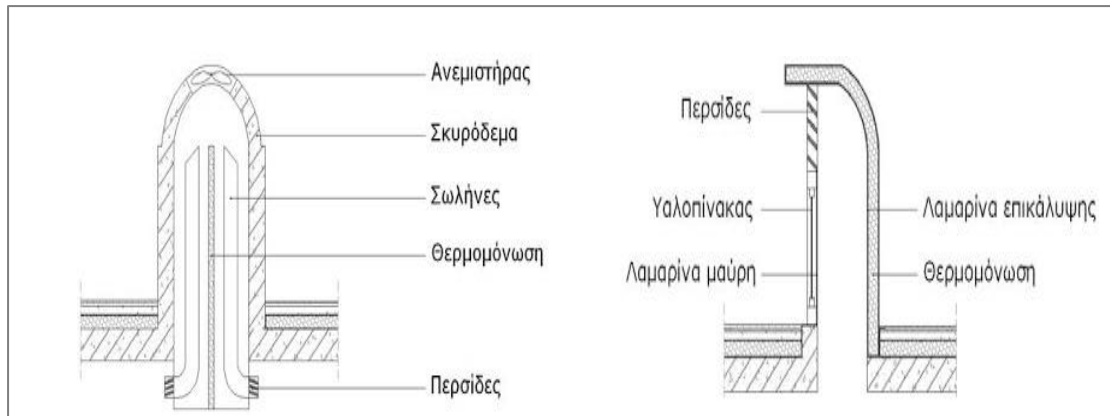 Ανεμιστήρας
Σκυρόδεμα
Σωλήνες
Θερμομόνωση
Περσίδες
Περσίδες
Υαλοπίνακας
Λαμαρίνα μαύρη
Λαμαρίνα επικάλυψης
Θερμομόνωση